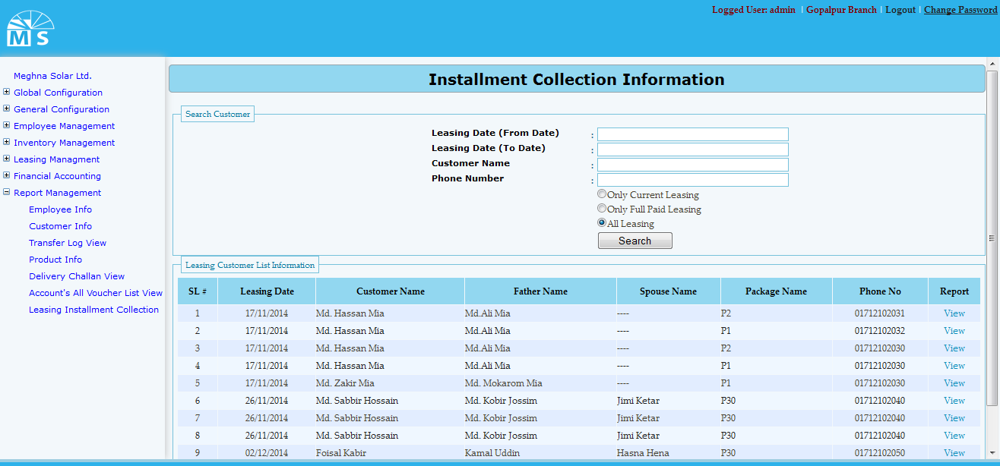 Logged User: admin | Gopalpur Branch | Logout | Change Password
M S
Meghna Solar Ltd.
Global Configuration
General Configuration
Employee Management
Inventory Management
Leasing Managment
Financial Accounting
Report Management
Employee Info
Customer Info
Transfer Log View
Product Info
Delivery Challan View
Account's All Voucher List View
Leasing Installment Collection
Installment Collection Information
Search Customer
Leasing Date (From Date) :
Leasing Date (To Date) :
Customer Name :
Phone Number :
Only Current Leasing
Only Full Paid Leasing
All Leasing
Search
Leasing Customer List Information
SL # Leasing Date Customer Name Father Name Spouse Name Package Name Phone No Report
1 17/11/2014 Md. Hassan Mia Md.Ali Mia ---- P2 01712102031 View
2 17/11/2014 Md. Hassan Mia Md.Ali Mia ---- P1 01712102032 View
3 17/11/2014 Md. Hassan Mia Md.Ali Mia ---- P2 01712102030 View
4 17/11/2014 Md. Hassan Mia Md.Ali Mia ---- P1 01712102030 View
5 17/11/2014 Md. Zakir Mia Md. Mokarom Mia ---- P1 01712102030 View
6 26/11/2014 Md. Sabbir Hossain Md. Kobir Jossim Jimi Ketar P30 01712102040 View
7 26/11/2014 Md. Sabbir Hossain Md. Kobir Jossim Jimi Ketar P30 01712102040 View
8 26/11/2014 Md. Sabbir Hossain Md. Kobir Jossim Jimi Ketar P30 01712102040 View
9 02/12/2014 Foisal Kabir Kamal Uddin Hasna Hena P30 01712102050 View